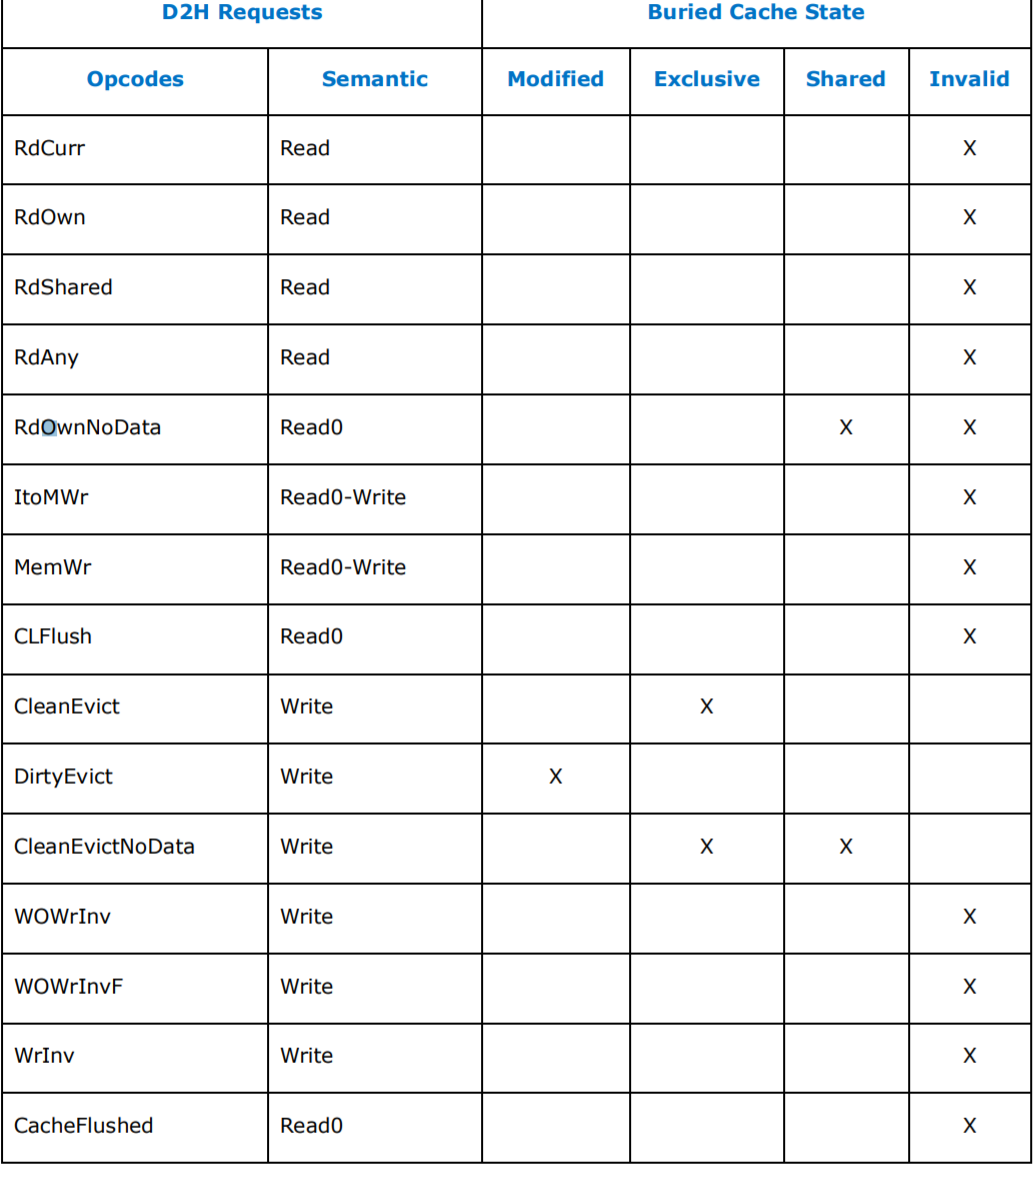 D2H Requests Buried Cache State
Opcodes Semantic Modified Exclusive Shared Invalid
RdCurr Read X
RdOwn Read X
RdShared Read X
RdAny Read X
RdOwnNoData Read0 X X
ItoMWr Read0-Write X
MemWr Read0-Write X
CLFlush Read0 X
CleanEvict Write X
DirtyEvict Write X
CleanEvictNoData Write X X
WOWrInv Write X
WOWrInvF Write X
WrInv Write X
CacheFlushed Read0 X